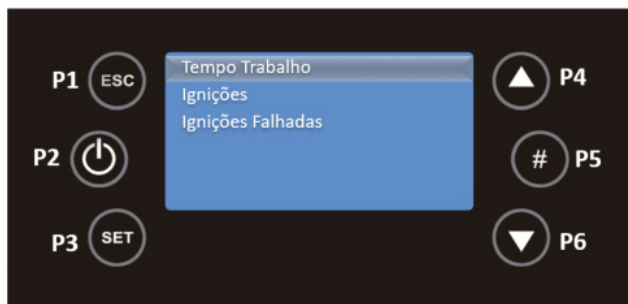 P1 ESC
P2
P3 SET
Tempo Trabalho
Ignições
Ignições Falhadas
P4
# P5
P6